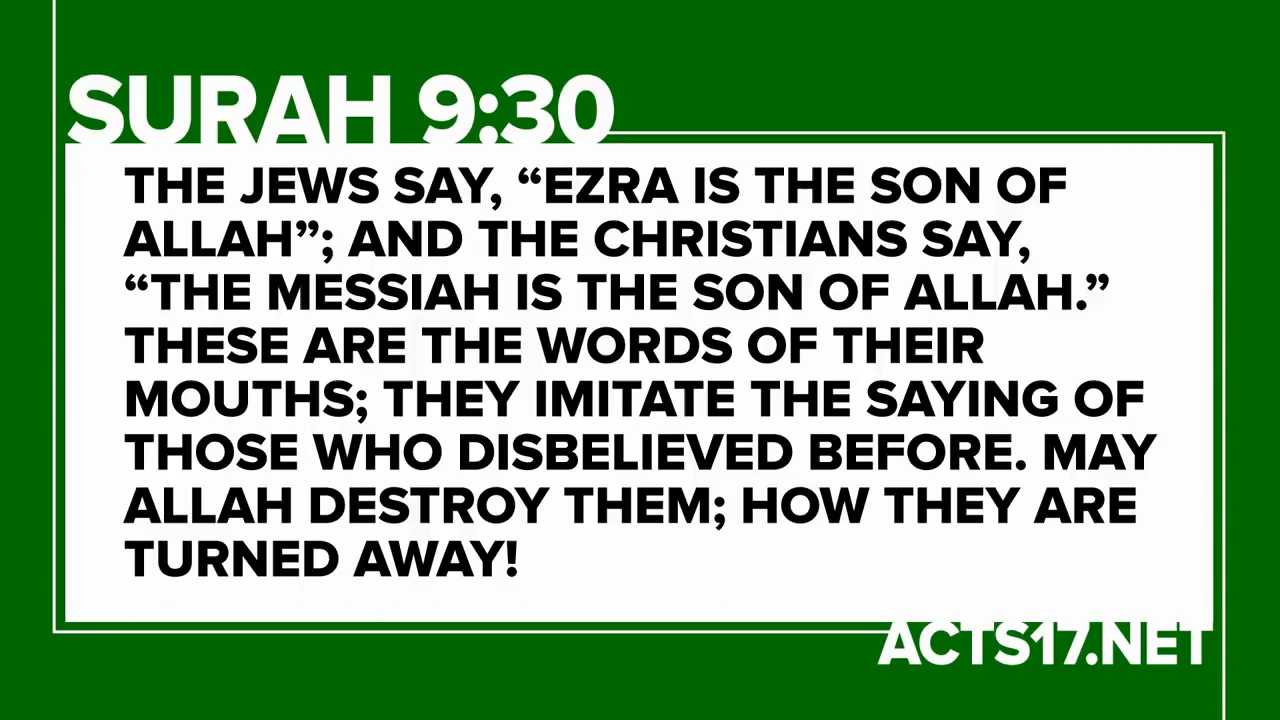 SURAH 9:30
THE JEWS SAY, “EZRA IS THE SON OF
ALLAH”; AND THE CHRISTIANS SAY,
“THE MESSIAH IS THE SON OF ALLAH.”
THESE ARE THE WORDS OF THEIR
MOUTHS; THEY IMITATE THE SAYING OF
THOSE WHO DISBELIEVED BEFORE. MAY
ALLAH DESTROY THEM; HOW THEY ARE
TURNED AWAY!
ACTS17.NET